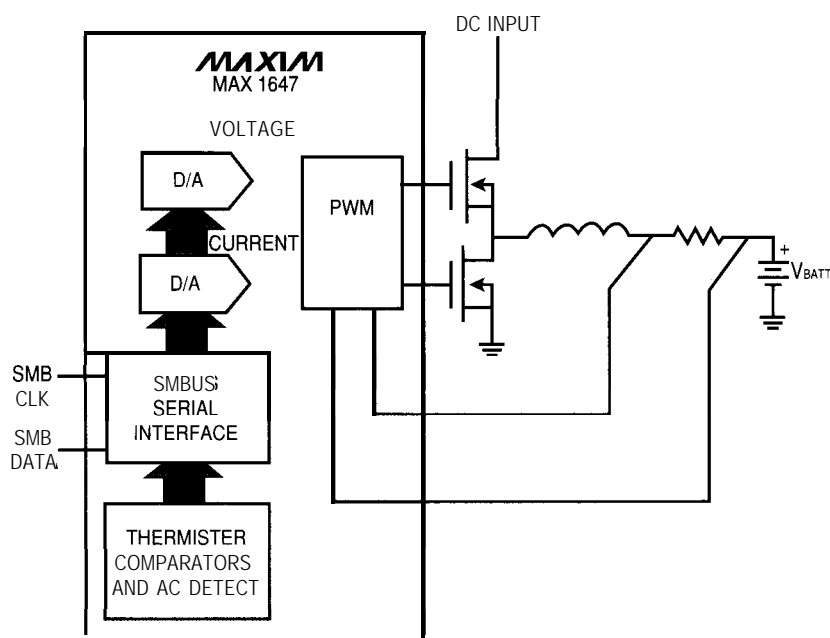 DC INPUT
MAXIM
MAX 1647
VOLTAGE
D/A
PWM
CURRENT
D/A
+
VBATT
SMB
CLK
SMBUS
SERIAL
INTERFACE
SMB
DATA
THERMISTER
COMPARATORS
AND AC DETECT